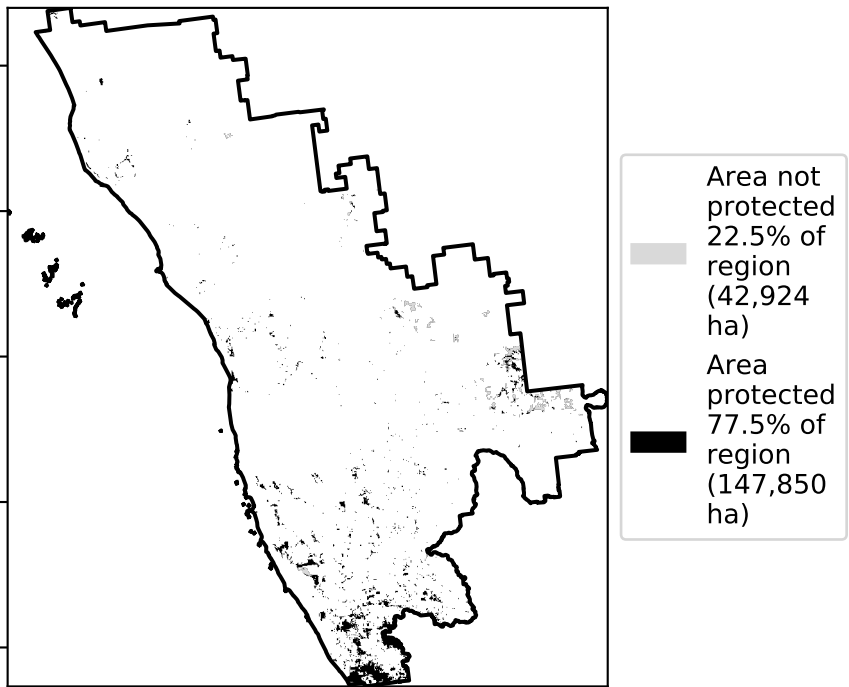 Area not
protected
22.5% of
region
(42,924
ha)
Area
protected
77.5% of
region
(147,850
ha)